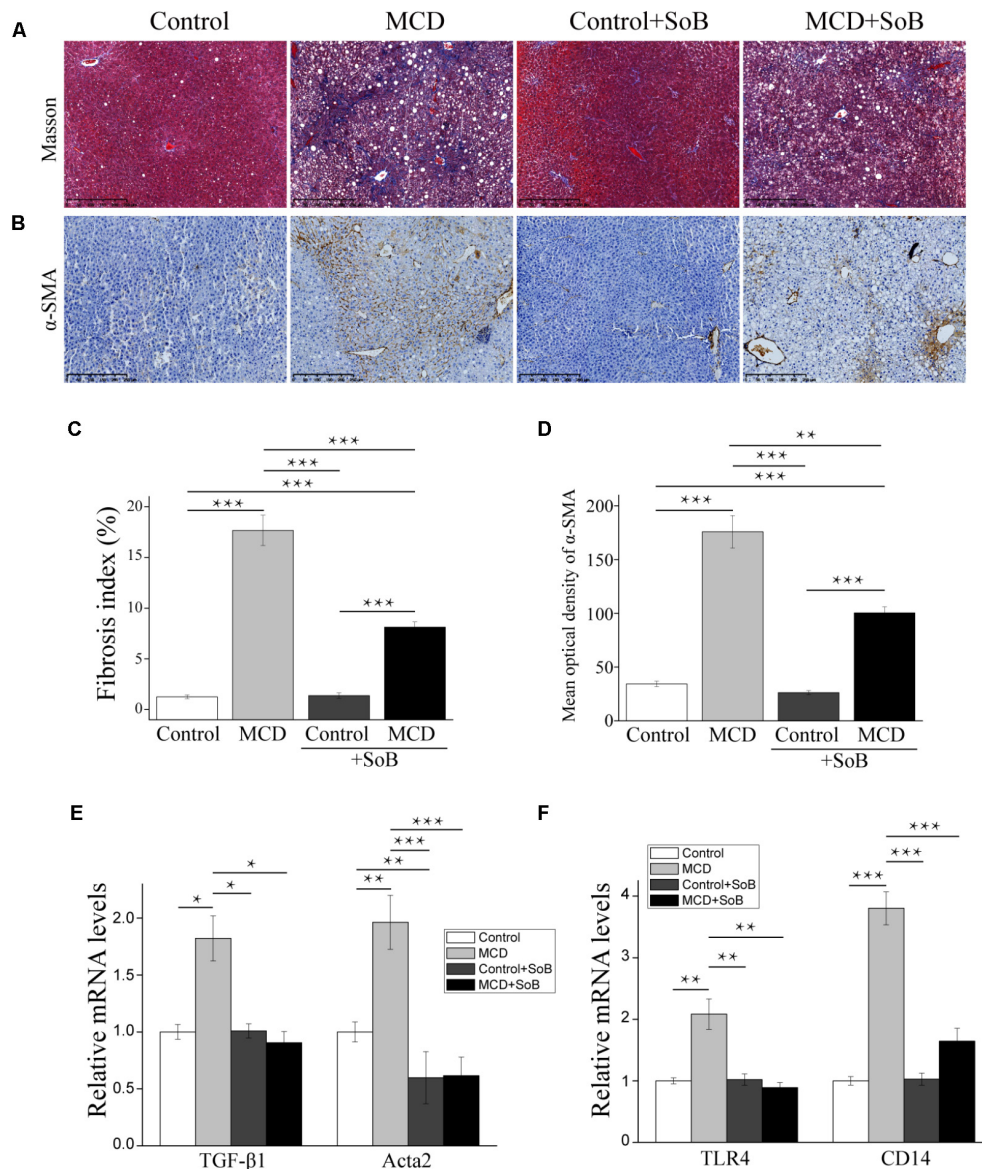 Control MCD Control+SoB MCD+SoB
A
Masson
B
α-SMA
C
***
***
***
***
***
Fibrosis index (%)
20
15
10
5
0
Control MCD Control MCD
+SoB
D
**
***
***
***
***
Mean optical density of α-SMA
200
150
100
50
0
Control MCD Control MCD
+SoB
E
***
***
**
**
*
*
*
Relative mRNA levels
2.0
1.5
1.0
0.5
0.0
Control
MCD
Control+SoB
MCD+SoB
TGF-β1 Acta2
F
Control
MCD
Control+SoB
MCD+SoB
***
***
***
**
**
**
Relative mRNA levels
4
3
2
1
0
TLR4 CD14